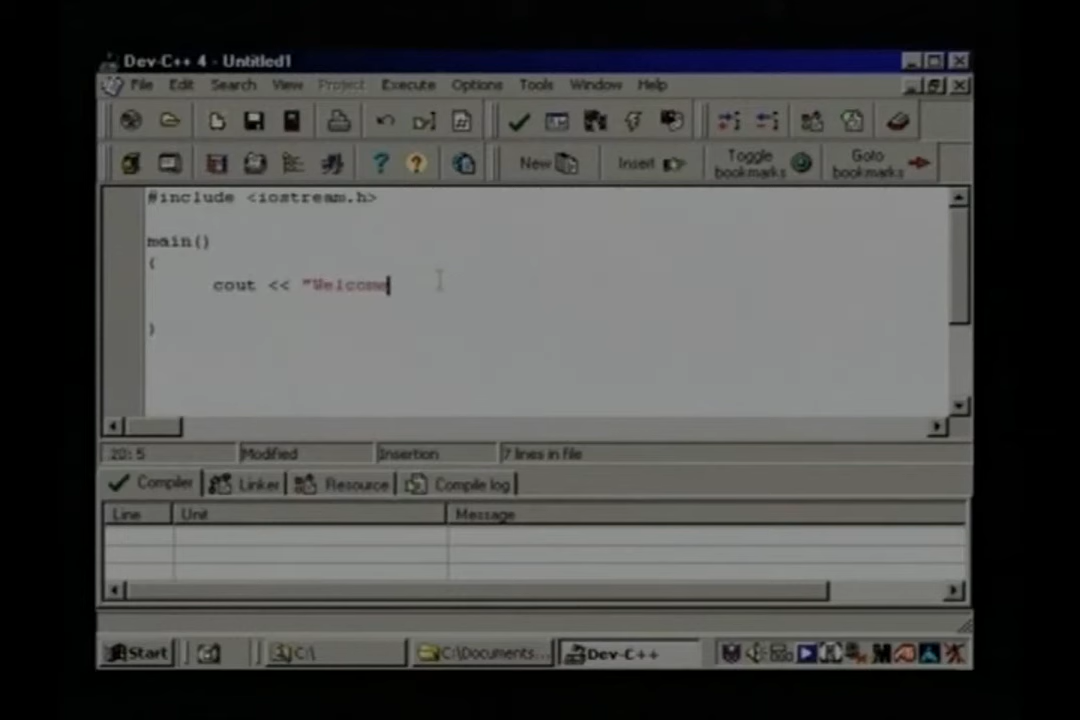 Dev-C++ 4 - Untitled1
File Edit Search View Project Execute Options Tools Window Help
New Insert Toggle bookmarks Goto bookmarks
#include <iostream.h>
main()
{
cout << "Welcome
}
20: 5 Modified Insertion 7 lines in file
Compiler Linker Resource Compile log
Line Unit Message
Start C:\ C:\Documents... Dev-C++